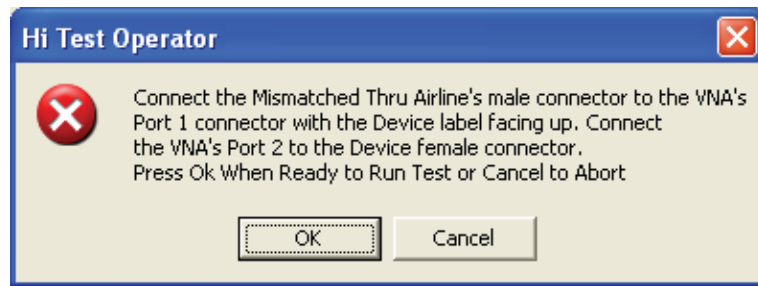 Hi Test Operator
Connect the Mismatched Thru Airline's male connector to the VNA's
Port 1 connector with the Device label facing up. Connect
the VNA's Port 2 to the Device female connector.
Press Ok When Ready to Run Test or Cancel to Abort
OK
Cancel